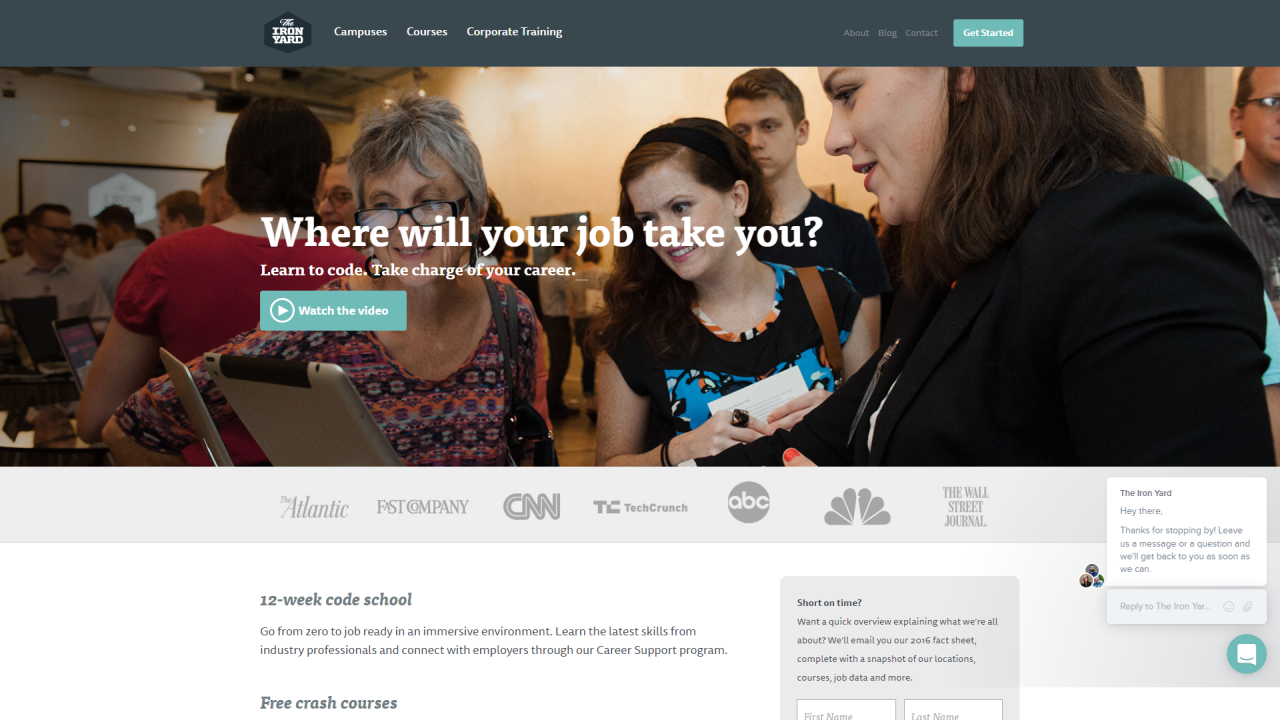 The
IRON
YARD
Campuses
Courses
Corporate Training
About
Blog
Contact
Get Started
The
IRON
Where will your job take you?
Learn to code. Take charge of your career._
Watch the video
The Atlantic
FAST COMPANY
CNN
TC TechCrunch
abc
THE WALL
STREET
JOURNAL.
12-week code school
Go from zero to job ready in an immersive environment. Learn the latest skills from
industry professionals and connect with employers through our Career Support program.
Free crash courses
Short on time?
Want a quick overview explaining what we're all
about? We'll email you our 2016 fact sheet,
complete with a snapshot of our locations,
courses, job data and more.
First Name
Last Name
The Iron Yard
Hey there,
Thanks for stopping by! Leave
us a message or a question and
we'll get back to you as soon as
we can.
Reply to The Iron Yar...